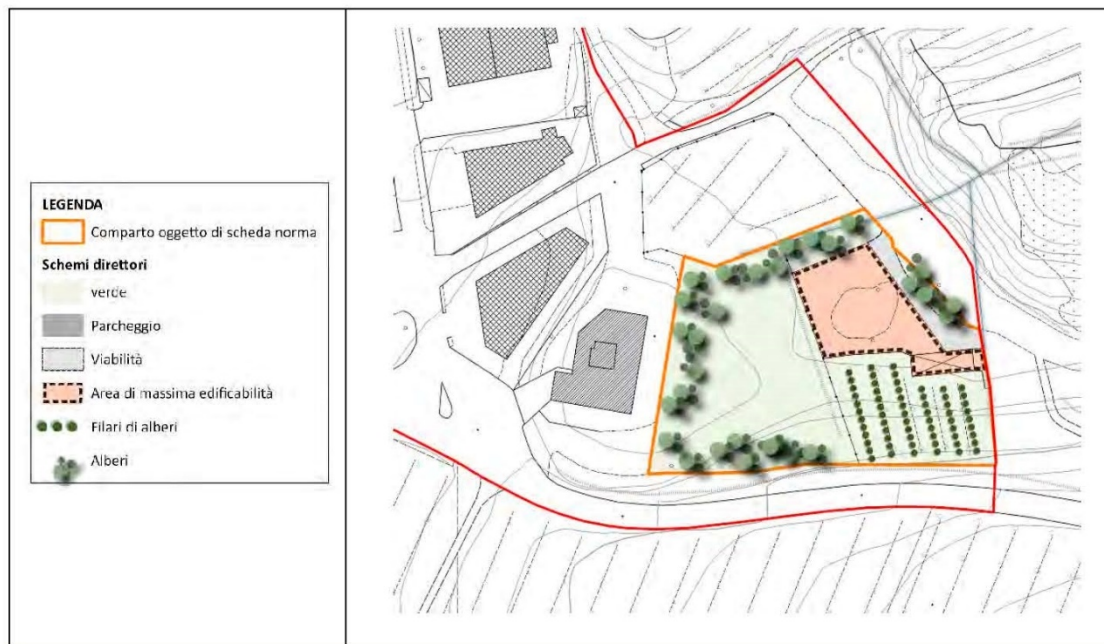 LEGENDA
Comparto oggetto di scheda norma
Schemi direttori
verde
Parcheggio
Viabilità
Area di massima edificabilità
Filari di alberi
Alberi